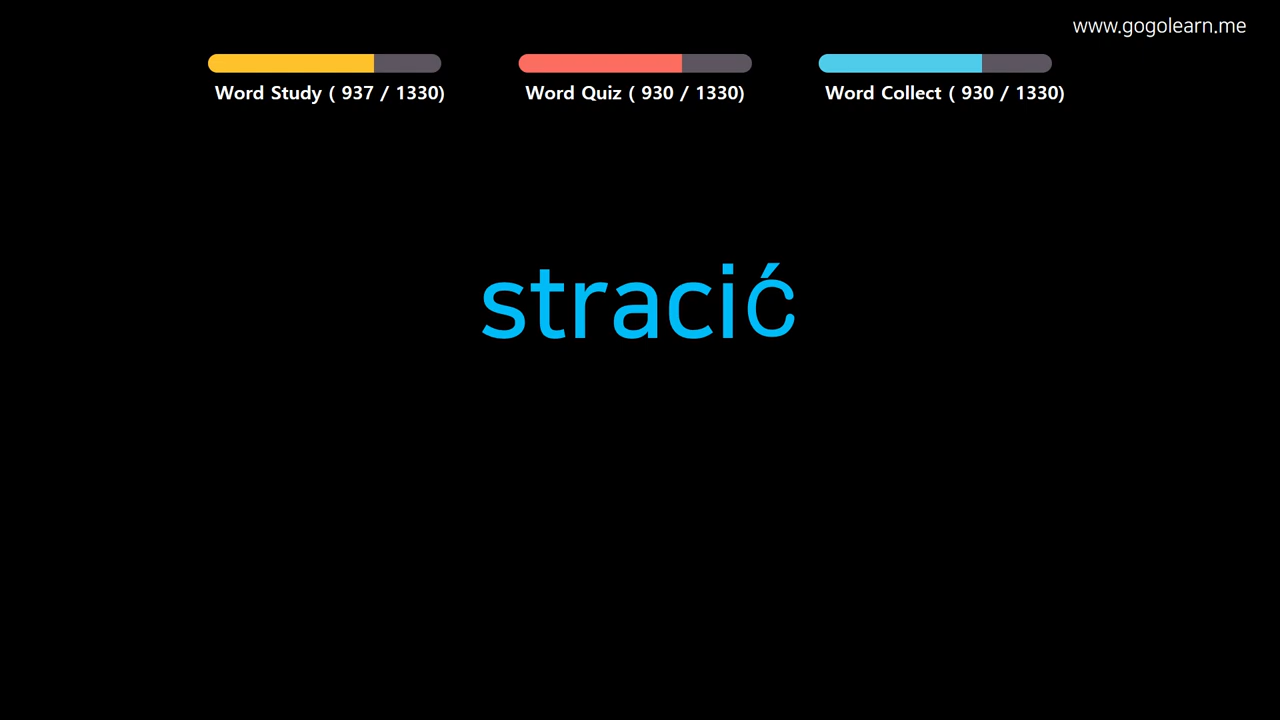 www.gogolearn.me
Word Study ( 937 / 1330)
Word Quiz ( 930 / 1330)
Word Collect ( 930 / 1330)
stracić